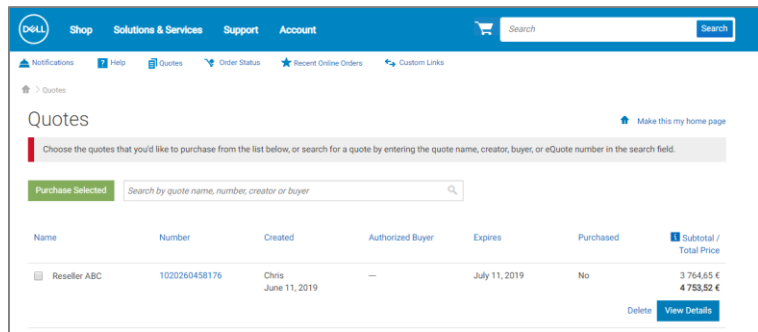 DELL Shop Solutions & Services Support Account Search Search
Notifications ? Help Quotes Order Status Recent Online Orders Custom Links
> Quotes
Quotes
Make this my home page
Choose the quotes that you'd like to purchase from the list below, or search for a quote by entering the quote name, creator, buyer, or eQuote number in the search field.
Purchase Selected Search by quote name, number, creator or buyer
Name Number Created Authorized Buyer Expires Purchased i Subtotal /
Total Price
Reseller ABC 1020260458176 Chris — July 11, 2019 No 3 764,65 €
June 11, 2019 4 753,52 €
Delete View Details